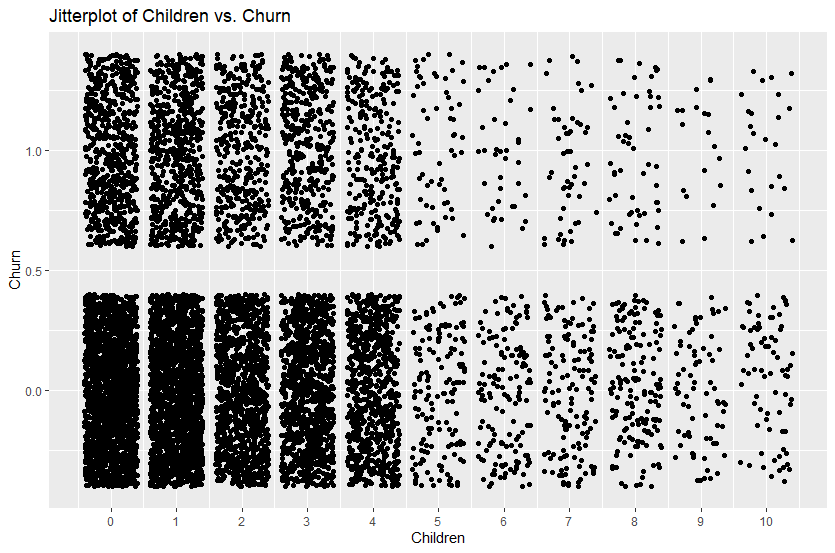 Jitterplot of Children vs. Churn
1.0
0.5
0.0
Churn
0 1 2 3 4 5 6 7 8 9 10
Children